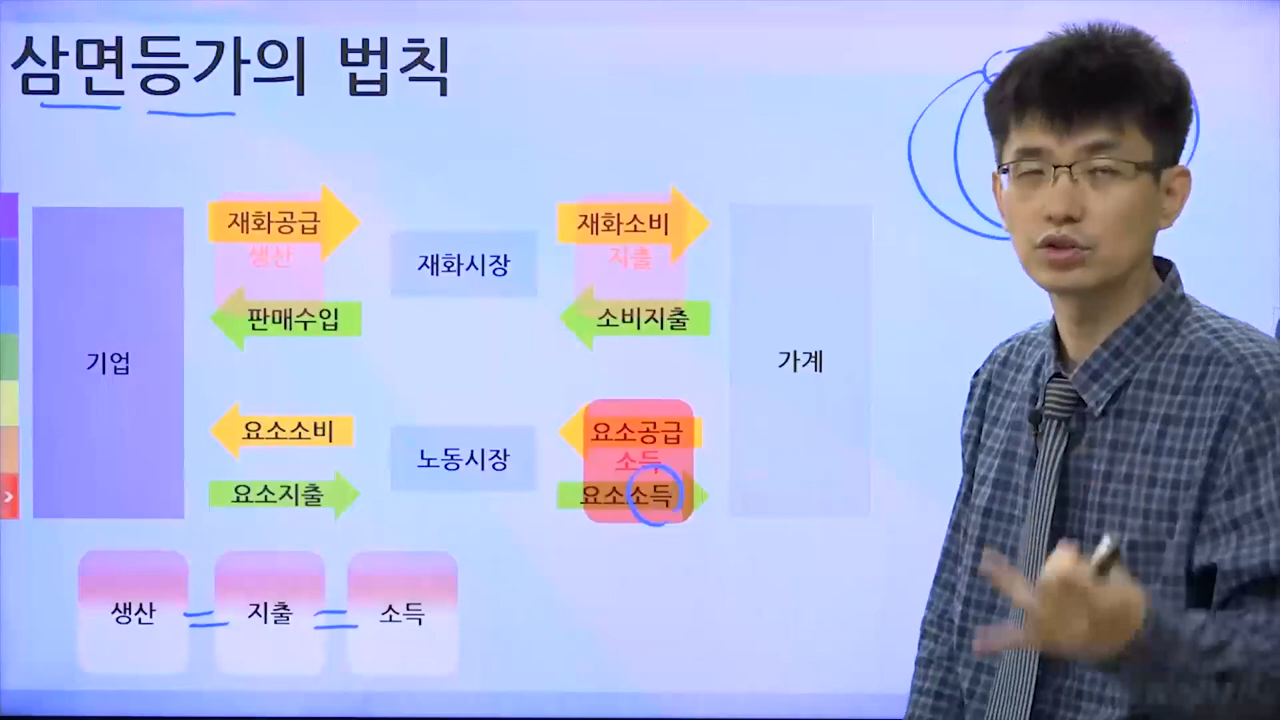 삼면등가의 법칙
재화공급
생산
재화시장
재화소비
지출
판매수입
소비지출
기업
가계
요소소비
노동시장
요소공급
소득
요소지출
요소소득
생산 = 지출 = 소득